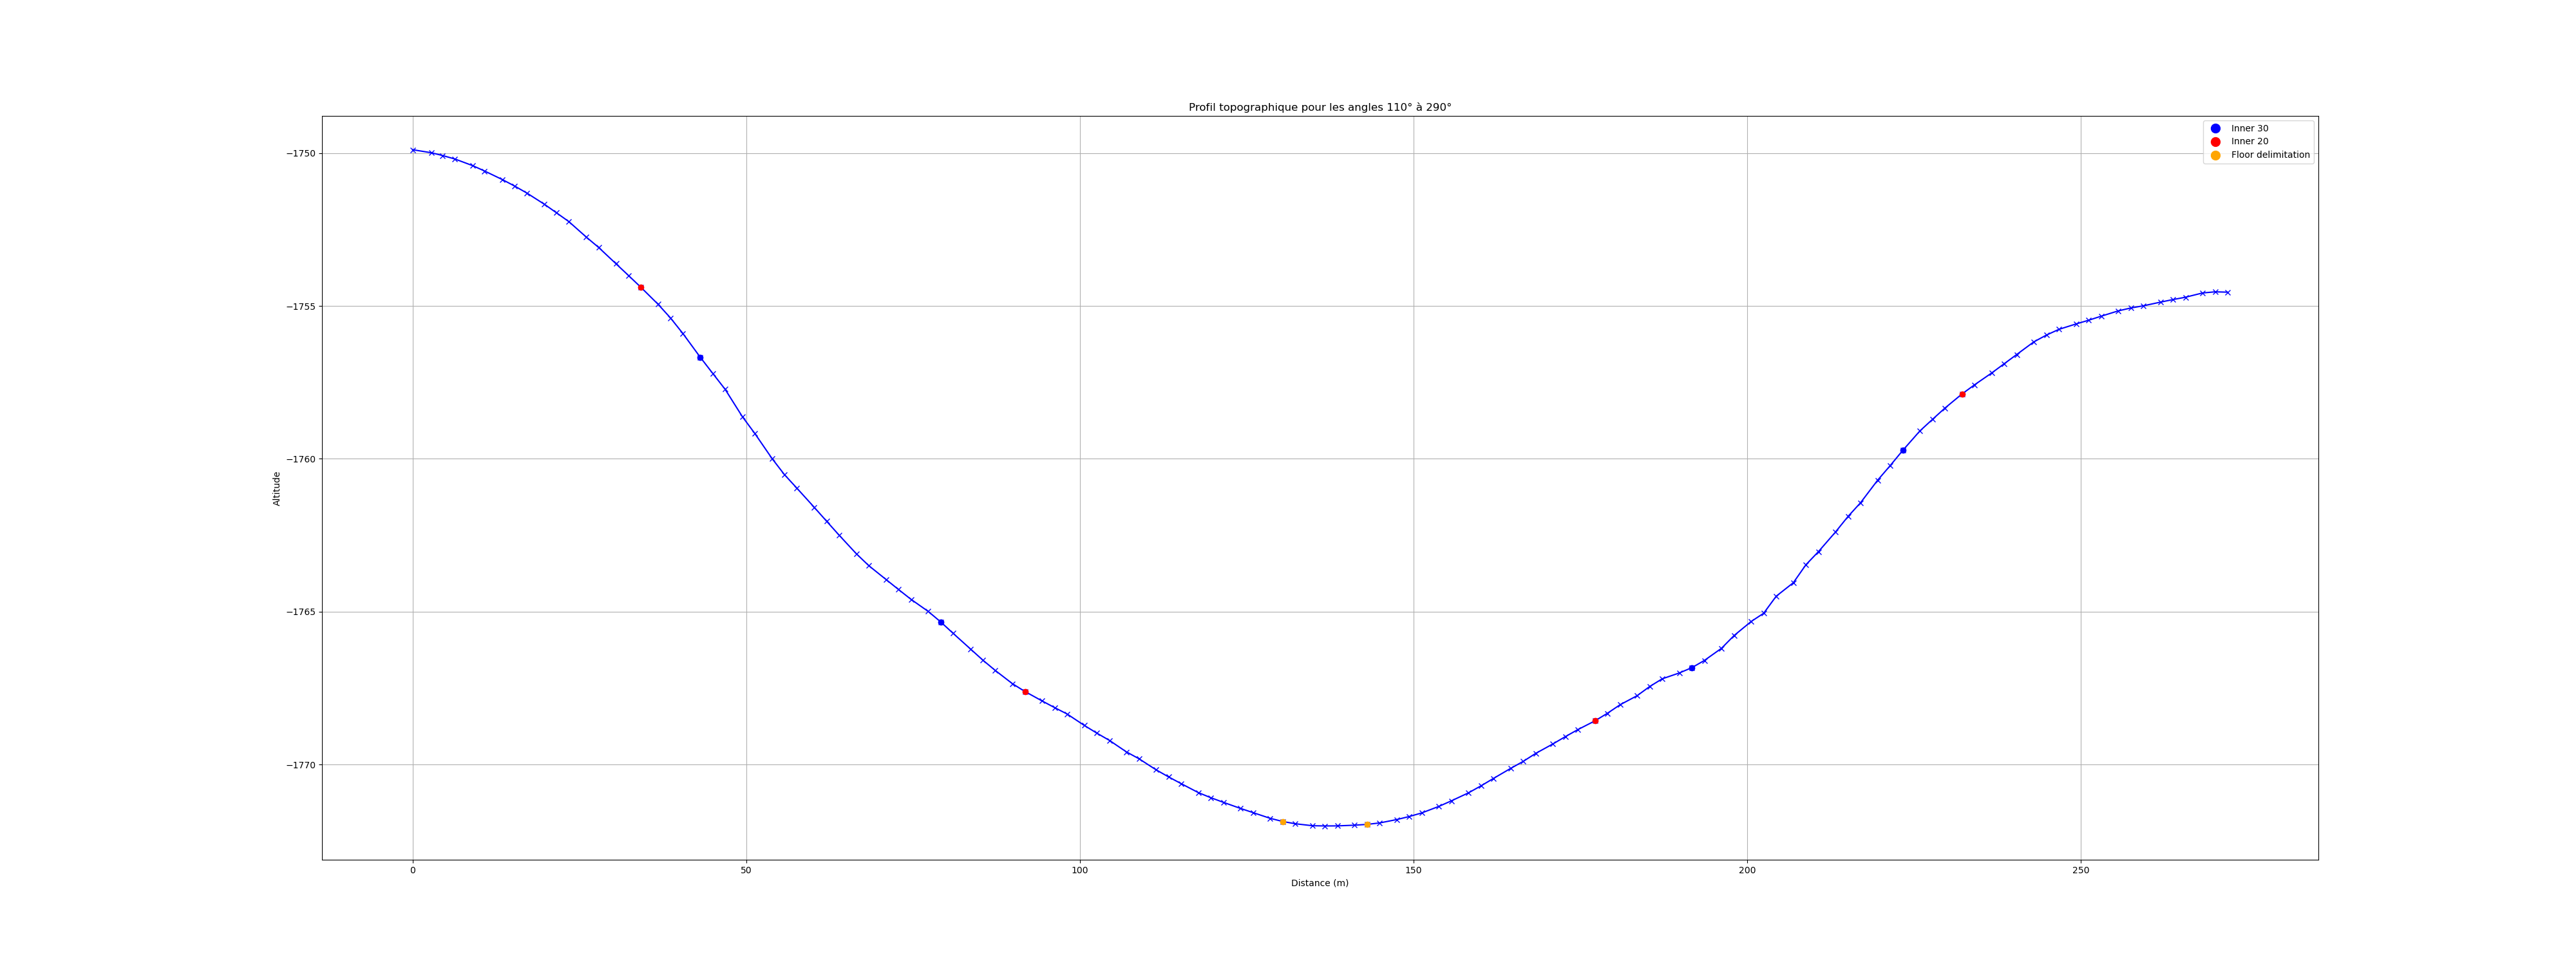 Profil topographique pour les angles 110° à 290°
Inner 30
Inner 20
Floor delimitation
Altitude
−1750
−1755
−1760
−1765
−1770
0
50
100
150
200
250
Distance (m)